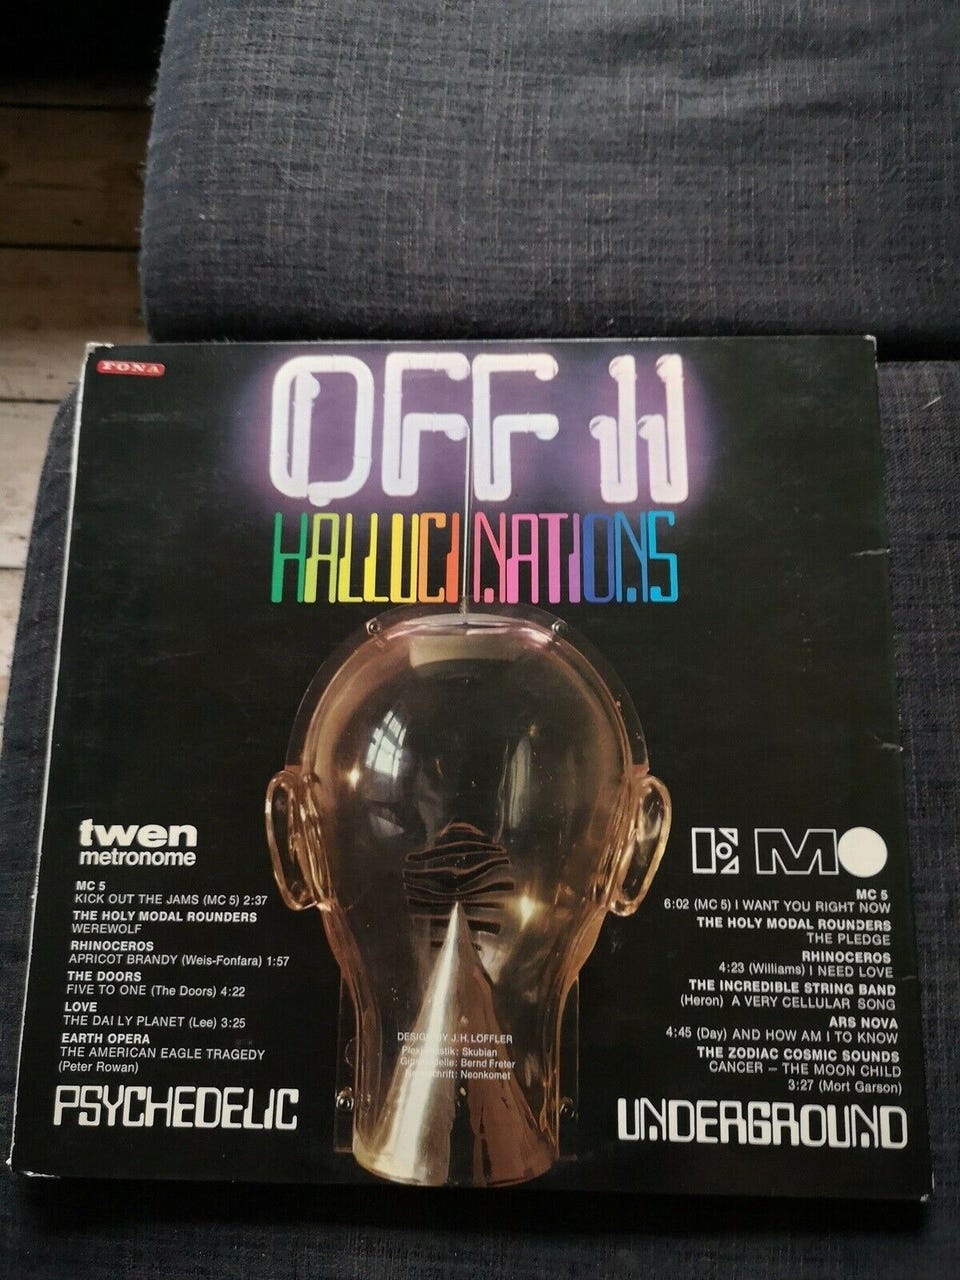 FONA
OFF II
HALLUCINATIONS
twen
metronome
MC 5
KICK OUT THE JAMS (MC 5) 2:37
THE HOLY MODAL ROUNDERS
WEREWOLF
RHINOCEROS
APRICOT BRANDY (Weis-Fonfara) 1:57
THE DOORS
FIVE TO ONE (The Doors) 4:22
LOVE
THE DAILY PLANET (Lee) 3:25
EARTH OPERA
THE AMERICAN EAGLE TRAGEDY
(Peter Rowan)
PSYCHEDELIC
DESIGN BY J.H. LÖFFLER
Skubian
Bernd Freter
Neonkomet
MO
MC 5
6:02 (MC 5) I WANT YOU RIGHT NOW
THE HOLY MODAL ROUNDERS
THE PLEDGE
RHINOCEROS
4:23 (Williams) I NEED LOVE
THE INCREDIBLE STRING BAND
(Heron) A VERY CELLULAR SONG
ARS NOVA
4:45 (Day) AND HOW AM I TO KNOW
THE ZODIAC COSMIC SOUNDS
CANCER – THE MOON CHILD
3:27 (Mort Garson)
UNDERGROUND